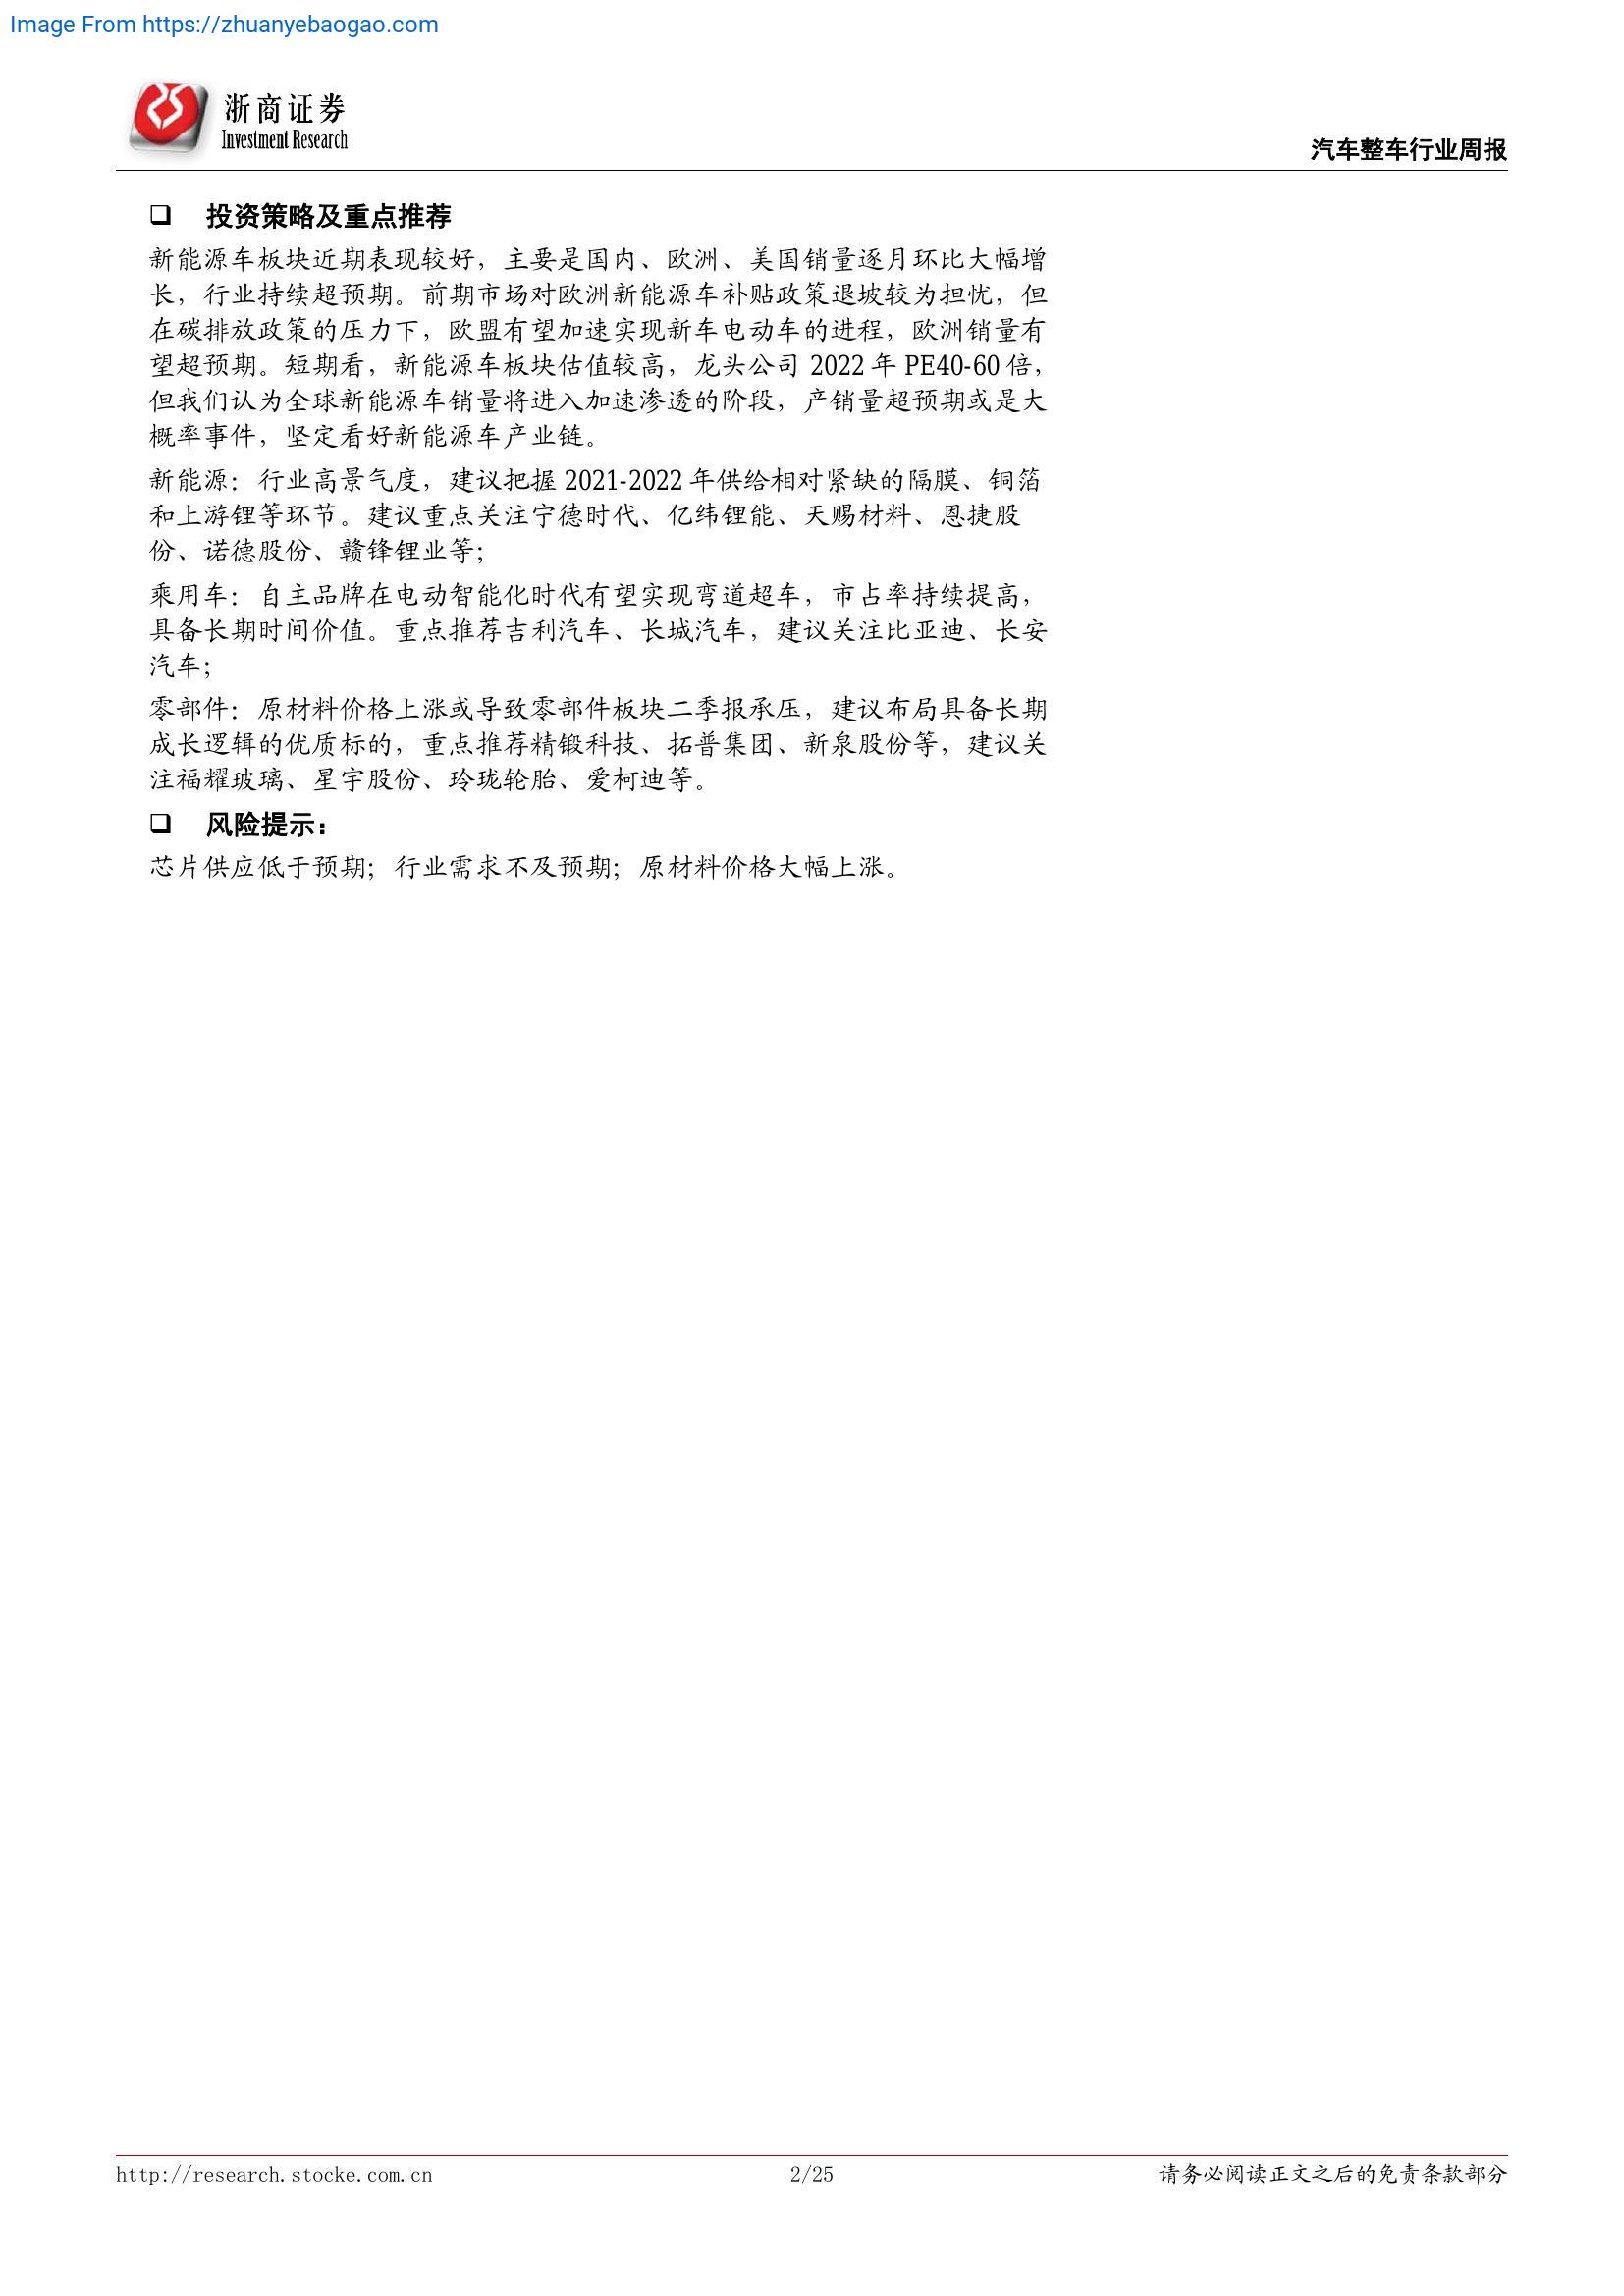 Image From https://zhuanyebaogao.com
浙商证券
Investment Research
汽车整车行业周报
❑ 投资策略及重点推荐
新能源车板块近期表现较好，主要是国内、欧洲、美国销量逐月环比大幅增
长，行业持续超预期。前期市场对欧洲新能源车补贴政策退坡较为担忧，但
在碳排放政策的压力下，欧盟有望加速实现新车电动车的进程，欧洲销量有
望超预期。短期看，新能源车板块估值较高，龙头公司 2022 年 PE40-60 倍，
但我们认为全球新能源车销量将进入加速渗透的阶段，产销量超预期或是大
概率事件，坚定看好新能源车产业链。
新能源：行业高景气度，建议把握 2021-2022 年供给相对紧缺的隔膜、铜箔
和上游锂等环节。建议重点关注宁德时代、亿纬锂能、天赐材料、恩捷股
份、诺德股份、赣锋锂业等；
乘用车：自主品牌在电动智能化时代有望实现弯道超车，市占率持续提高，
具备长期时间价值。重点推荐吉利汽车、长城汽车，建议关注比亚迪、长安
汽车；
零部件：原材料价格上涨或导致零部件板块二季报承压，建议布局具备长期
成长逻辑的优质标的，重点推荐精锻科技、拓普集团、新泉股份等，建议关
注福耀玻璃、星宇股份、玲珑轮胎、爱柯迪等。
❑ 风险提示：
芯片供应低于预期；行业需求不及预期；原材料价格大幅上涨。
http://research.stocke.com.cn
2/25
请务必阅读正文之后的免责条款部分